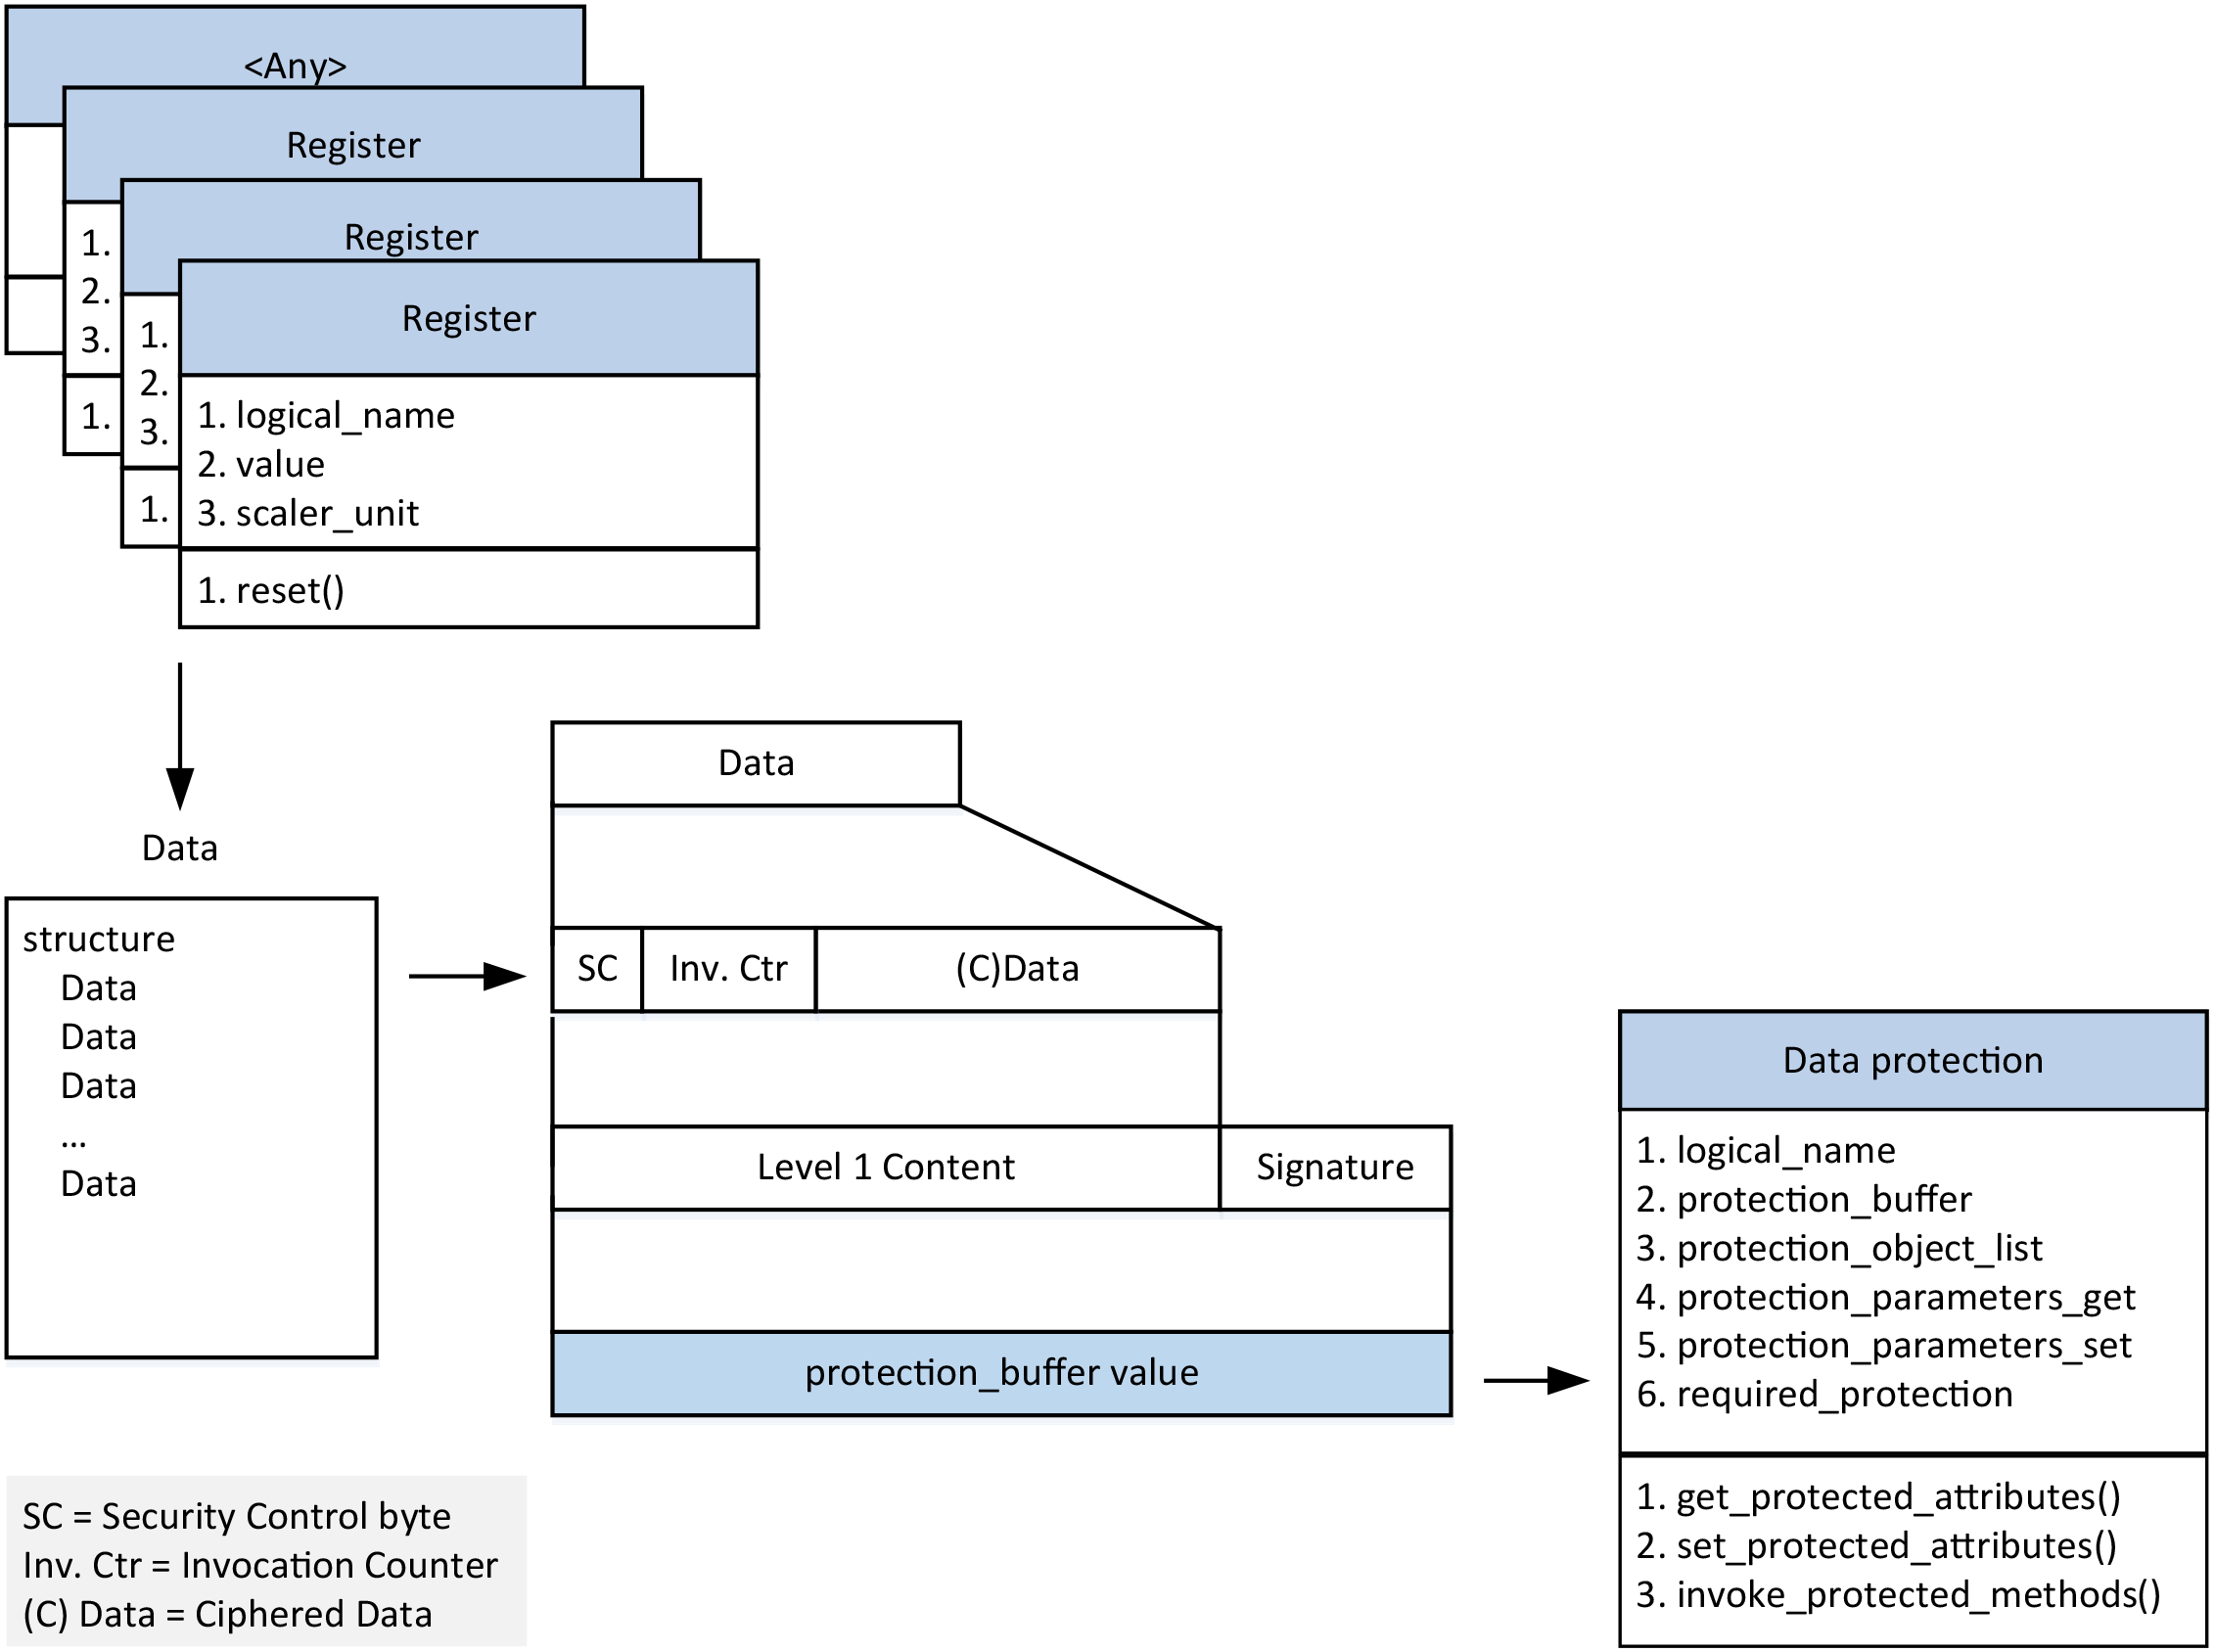 <Any>
Register
1.
2.
3.
1.
Register
1.
2.
3.
1.
Register
1. logical_name
2. value
3. scaler_unit
1. reset()
Data
structure
Data
Data
Data
...
Data
Data
SC Inv. Ctr (C)Data
Level 1 Content Signature
protection_buffer value
Data protection
1. logical_name
2. protection_buffer
3. protection_object_list
4. protection_parameters_get
5. protection_parameters_set
6. required_protection
1. get_protected_attributes()
2. set_protected_attributes()
3. invoke_protected_methods()
SC = Security Control byte
Inv. Ctr = Invocation Counter
(C) Data = Ciphered Data